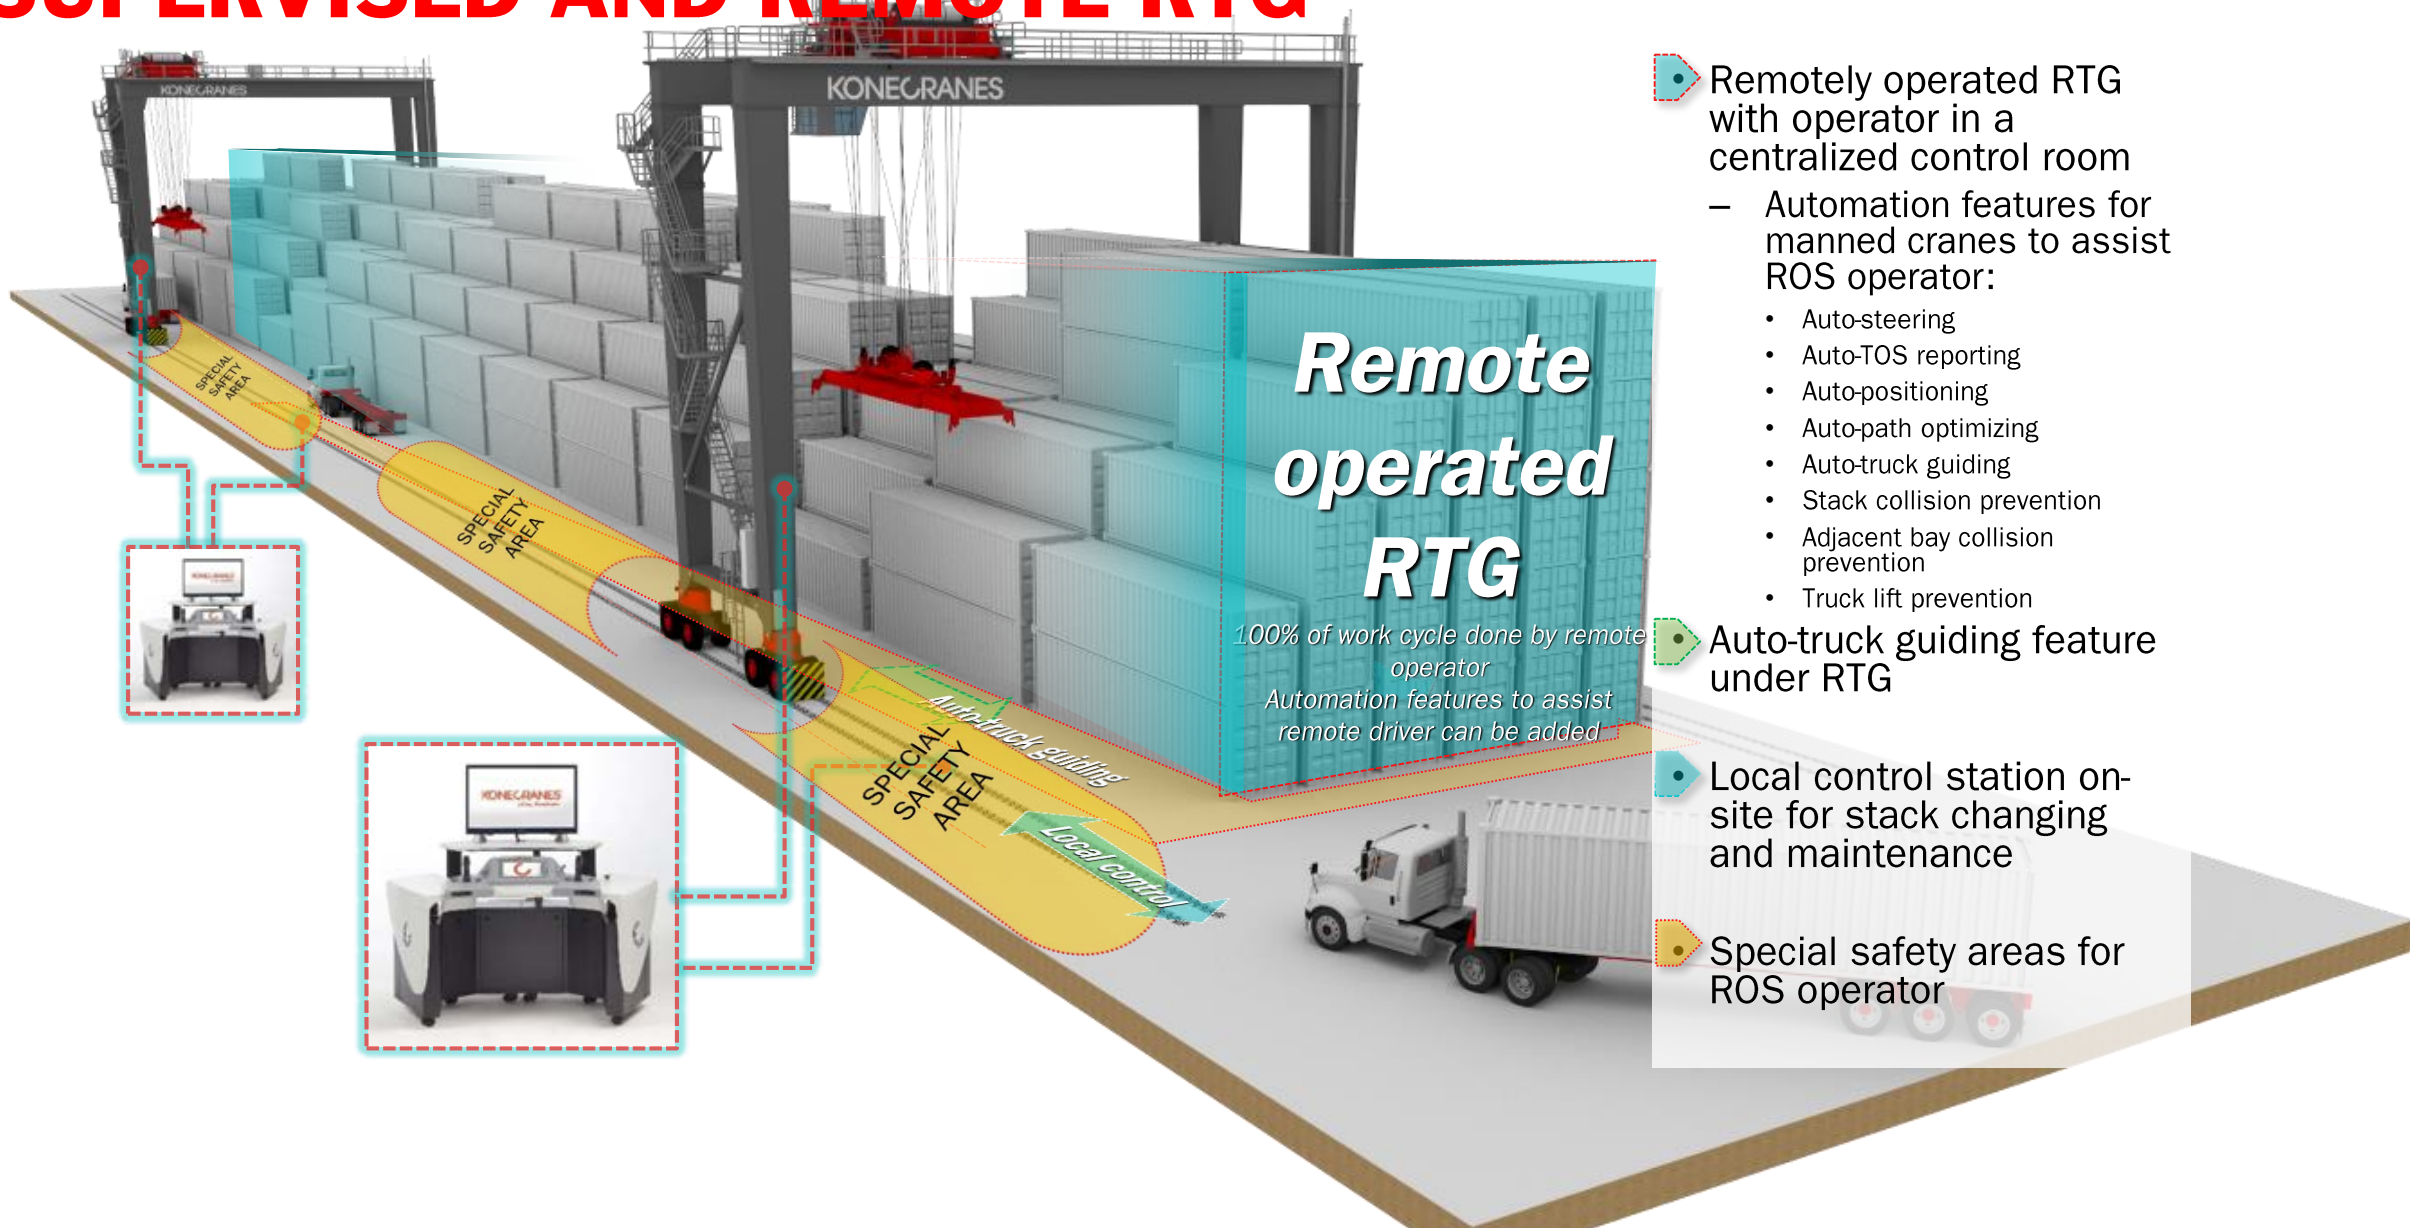 SUPERVISED AND REMOTE RTG
KONECRANES
KONECRANES
Remote
operated
RTG
100% of work cycle done by remote
operator
Automation features to assist
remote driver can be added
SPECIAL
SAFETY
AREA
SPECIAL
SAFETY
AREA
SPECIAL
SAFETY
AREA
Auto-truck guiding
Local control
KONECRANES
KONECRANES
• Remotely operated RTG
with operator in a
centralized control room
– Automation features for
manned cranes to assist
ROS operator:
• Auto-steering
• Auto-TOS reporting
• Auto-positioning
• Auto-path optimizing
• Auto-truck guiding
• Stack collision prevention
• Adjacent bay collision
prevention
• Truck lift prevention
• Auto-truck guiding feature
under RTG
• Local control station on-
site for stack changing
and maintenance
• Special safety areas for
ROS operator